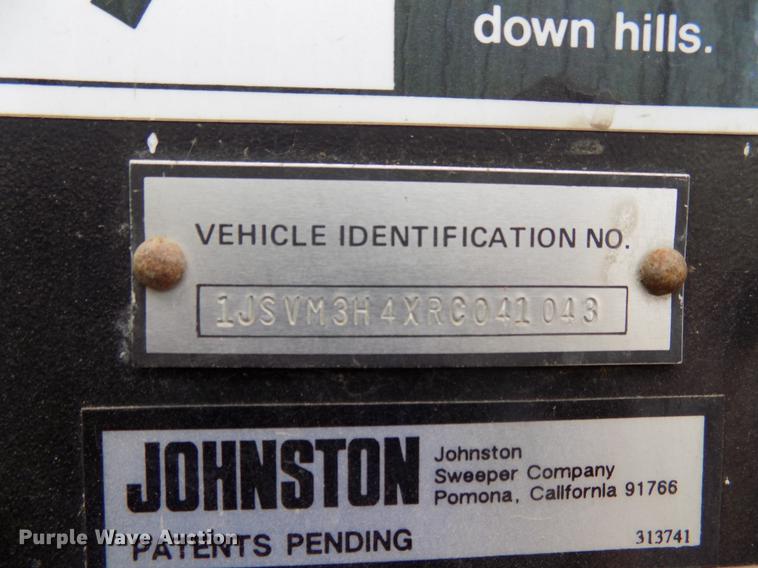 down hills.
VEHICLE IDENTIFICATION NO.
1JSVM3H4XRC041043
JOHNSTON
Johnston
Sweeper Company
Pomona, California 91766
PATENTS PENDING
313741
Purple Wave Auction